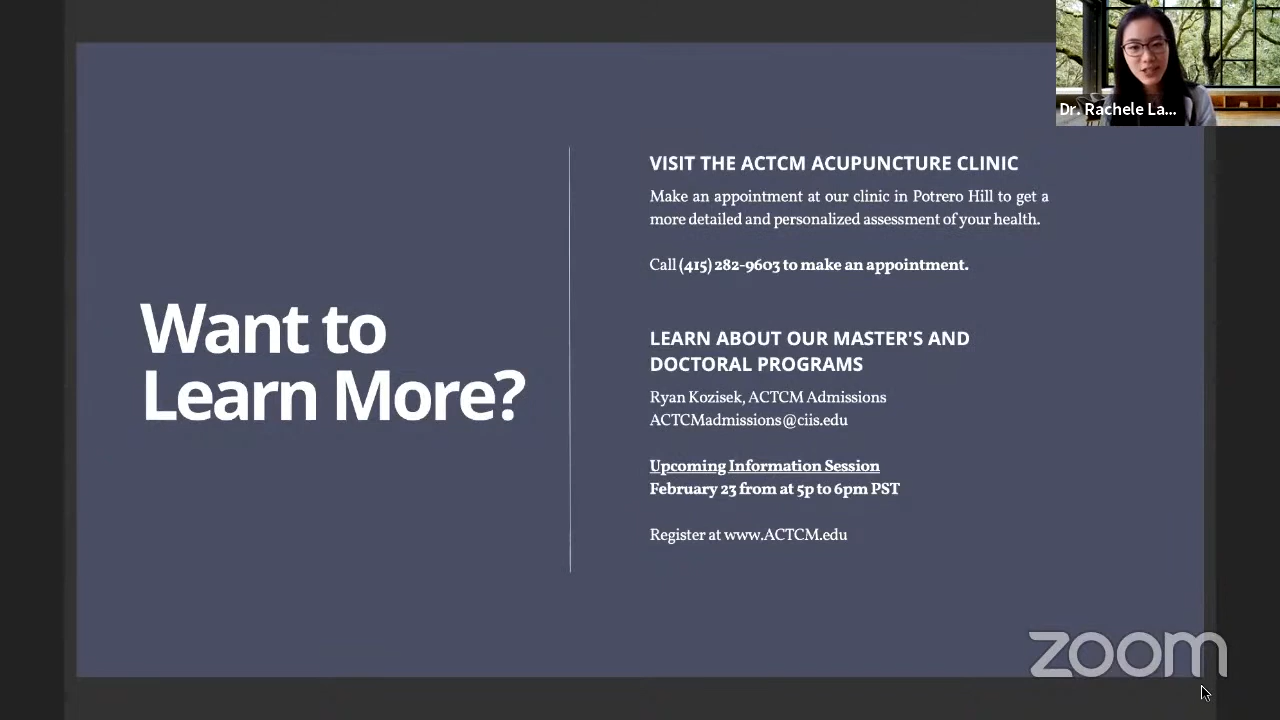 Dr. Rachele La...
VISIT THE ACTCM ACUPUNCTURE CLINIC
Make an appointment at our clinic in Potrero Hill to get a
more detailed and personalized assessment of your health.
Call (415) 282-9603 to make an appointment.
Want to
Learn More?
LEARN ABOUT OUR MASTER'S AND
DOCTORAL PROGRAMS
Ryan Kozisek, ACTCM Admissions
ACTCMadmissions@ciis.edu
Upcoming Information Session
February 23 from at 5p to 6pm PST
Register at www.ACTCM.edu
zoom